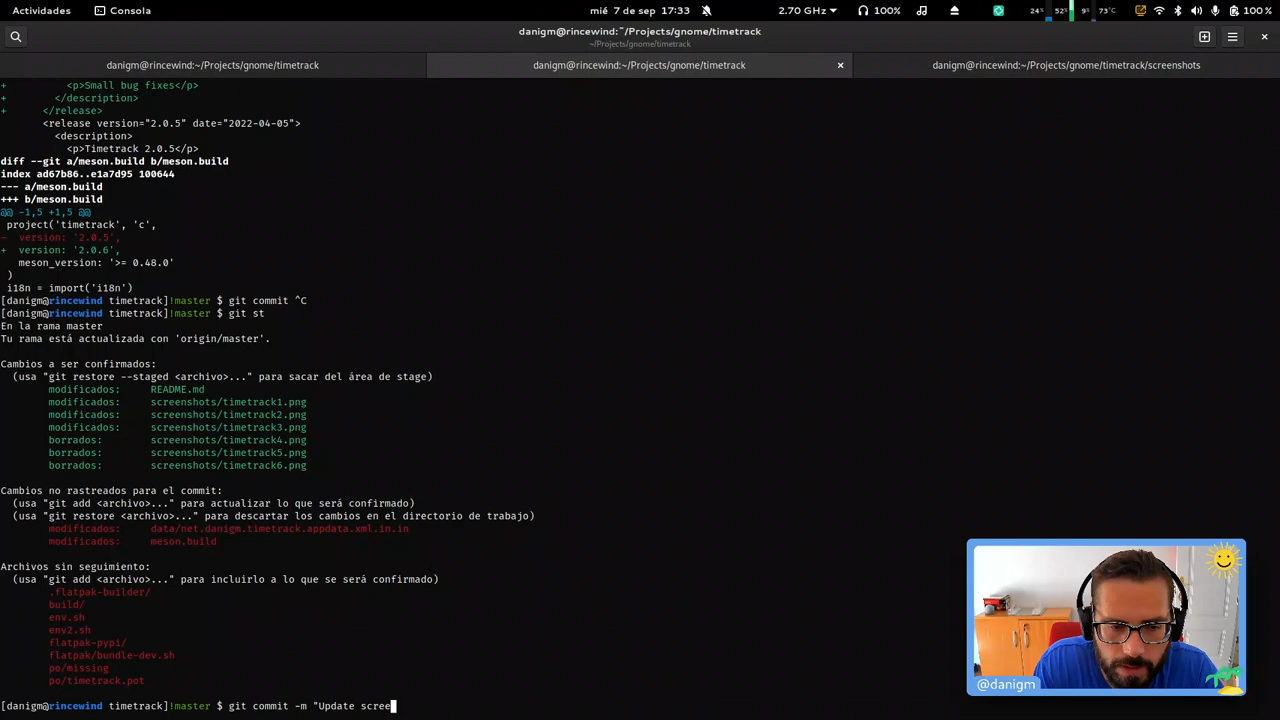 Actividades
Consola
mié 7 de sep 17:33
2.70 GHz
100%
24%
52%
9%
73°C
100 %
danigm@rincewind:~/Projects/gnome/timetrack
~/Projects/gnome/timetrack
danigm@rincewind:~/Projects/gnome/timetrack
danigm@rincewind:~/Projects/gnome/timetrack
danigm@rincewind:~/Projects/gnome/timetrack/screenshots
+ <p>Small bug fixes</p>
+ </description>
+ </release>
<release version="2.0.5" date="2022-04-05">
<description>
<p>Timetrack 2.0.5</p>
diff --git a/meson.build b/meson.build
index ad67b86..e1a7d95 100644
--- a/meson.build
+++ b/meson.build
@@ -1,5 +1,5 @@
project('timetrack', 'c',
- version: '2.0.5',
+ version: '2.0.6',
meson_version: '>= 0.48.0'
)
i18n = import('i18n')
[danigm@rincewind timetrack]!master $ git commit ^C
[danigm@rincewind timetrack]!master $ git st
En la rama master
Tu rama está actualizada con 'origin/master'.
Cambios a ser confirmados:
(usa "git restore --staged <archivo>..." para sacar del área de stage)
modificados: README.md
modificados: screenshots/timetrack1.png
modificados: screenshots/timetrack2.png
modificados: screenshots/timetrack3.png
borrados: screenshots/timetrack4.png
borrados: screenshots/timetrack5.png
borrados: screenshots/timetrack6.png
Cambios no rastreados para el commit:
(usa "git add <archivo>..." para actualizar lo que será confirmado)
(usa "git restore <archivo>..." para descartar los cambios en el directorio de trabajo)
modificados: data/net.danigm.timetrack.appdata.xml.in.in
modificados: meson.build
Archivos sin seguimiento:
(usa "git add <archivo>..." para incluirlo a lo que se será confirmado)
.flatpak-builder/
build/
env.sh
env2.sh
flatpak-pypi/
flatpak/bundle-dev.sh
po/missing
po/timetrack.pot
[danigm@rincewind timetrack]!master $ git commit -m "Update scree
@danigm